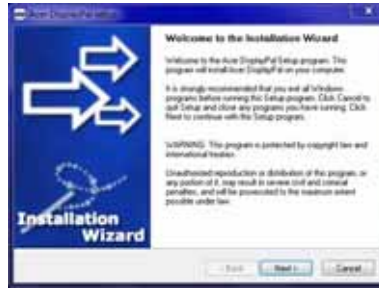 Acer DisplayPal Setup
Welcome to the Installation Wizard
Welcome to the Acer DisplayPal Setup program. This
program will install Acer DisplayPal on your computer.
It is strongly recommended that you exit all Windows
programs before running this Setup program. Click Cancel to
quit Setup and close any programs you have running. Click
Next to continue with the Setup program.
WARNING: This program is protected by copyright law and
international treaties.
Unauthorized reproduction or distribution of this program, or
any portion of it, may result in severe civil and criminal
penalties, and will be prosecuted to the maximum extent
possible under law.
Installation
Wizard
< Back Next > Cancel